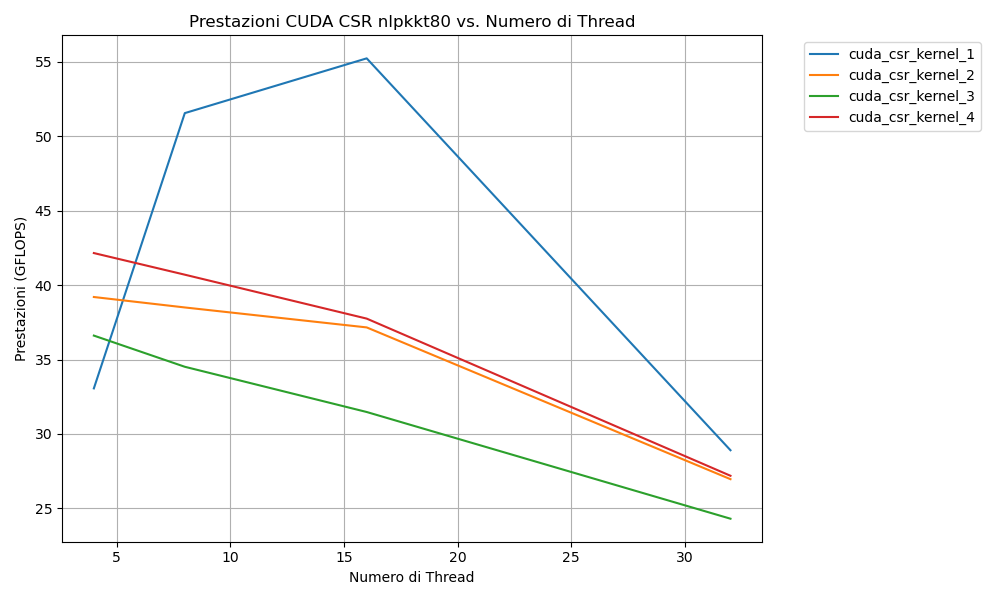 Prestazioni CUDA CSR nlpkkt80 vs. Numero di Thread
cuda_csr_kernel_1
cuda_csr_kernel_2
cuda_csr_kernel_3
cuda_csr_kernel_4
Prestazioni (GFLOPS)
55
50
45
40
35
30
25
5 10 15 20 25 30
Numero di Thread